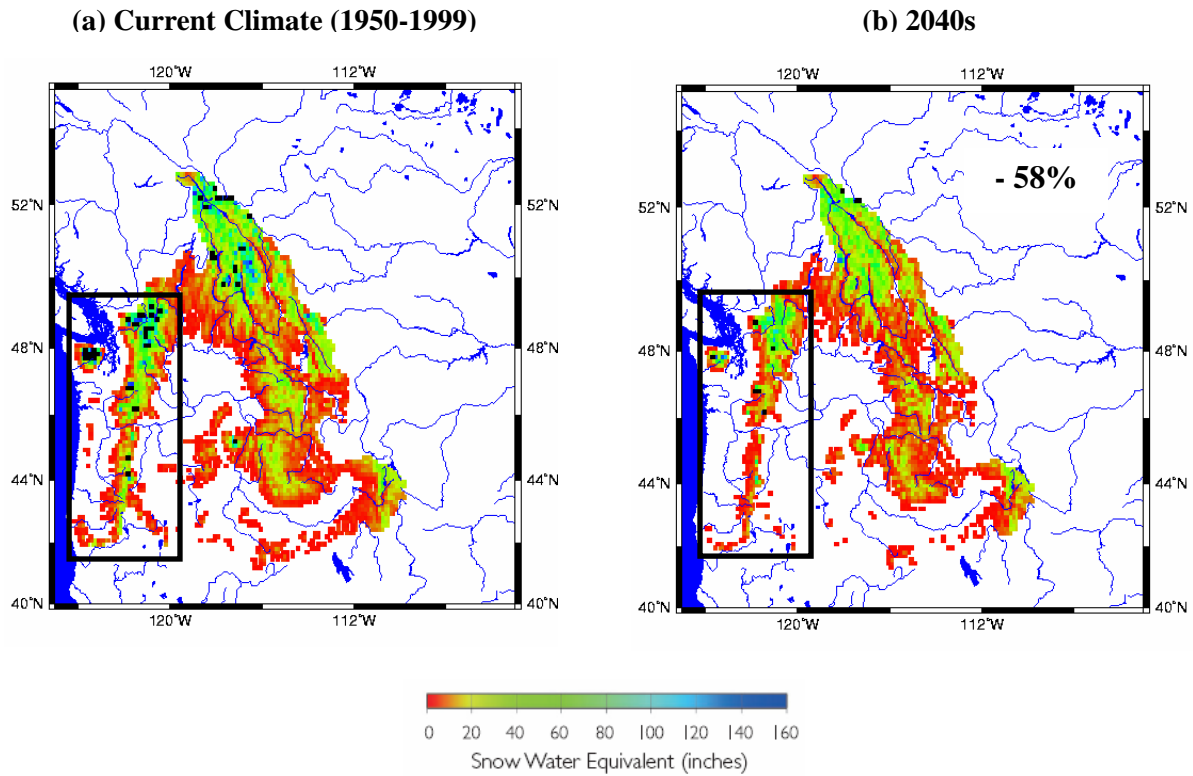 (a) Current Climate (1950-1999)
(b) 2040s
120˚W 112˚W
120˚W 112˚W
- 58%
52˚N 52˚N
52˚N 52˚N
48˚N 48˚N
48˚N 48˚N
44˚N 44˚N
44˚N 44˚N
40˚N 40˚N
40˚N 40˚N
120˚W 112˚W
120˚W 112˚W
0 20 40 60 80 100 120 140 160
Snow Water Equivalent (inches)